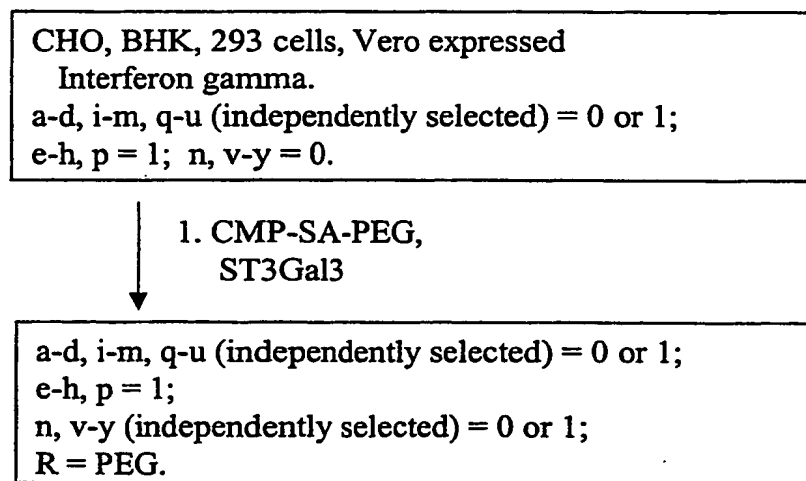 CHO, BHK, 293 cells, Vero expressed
Interferon gamma.
a-d, i-m, q-u (independently selected) = 0 or 1;
e-h, p = 1; n, v-y = 0.
1. CMP-SA-PEG,
ST3Gal3
a-d, i-m, q-u (independently selected) = 0 or 1;
e-h, p = 1;
n, v-y (independently selected) = 0 or 1;
R = PEG.